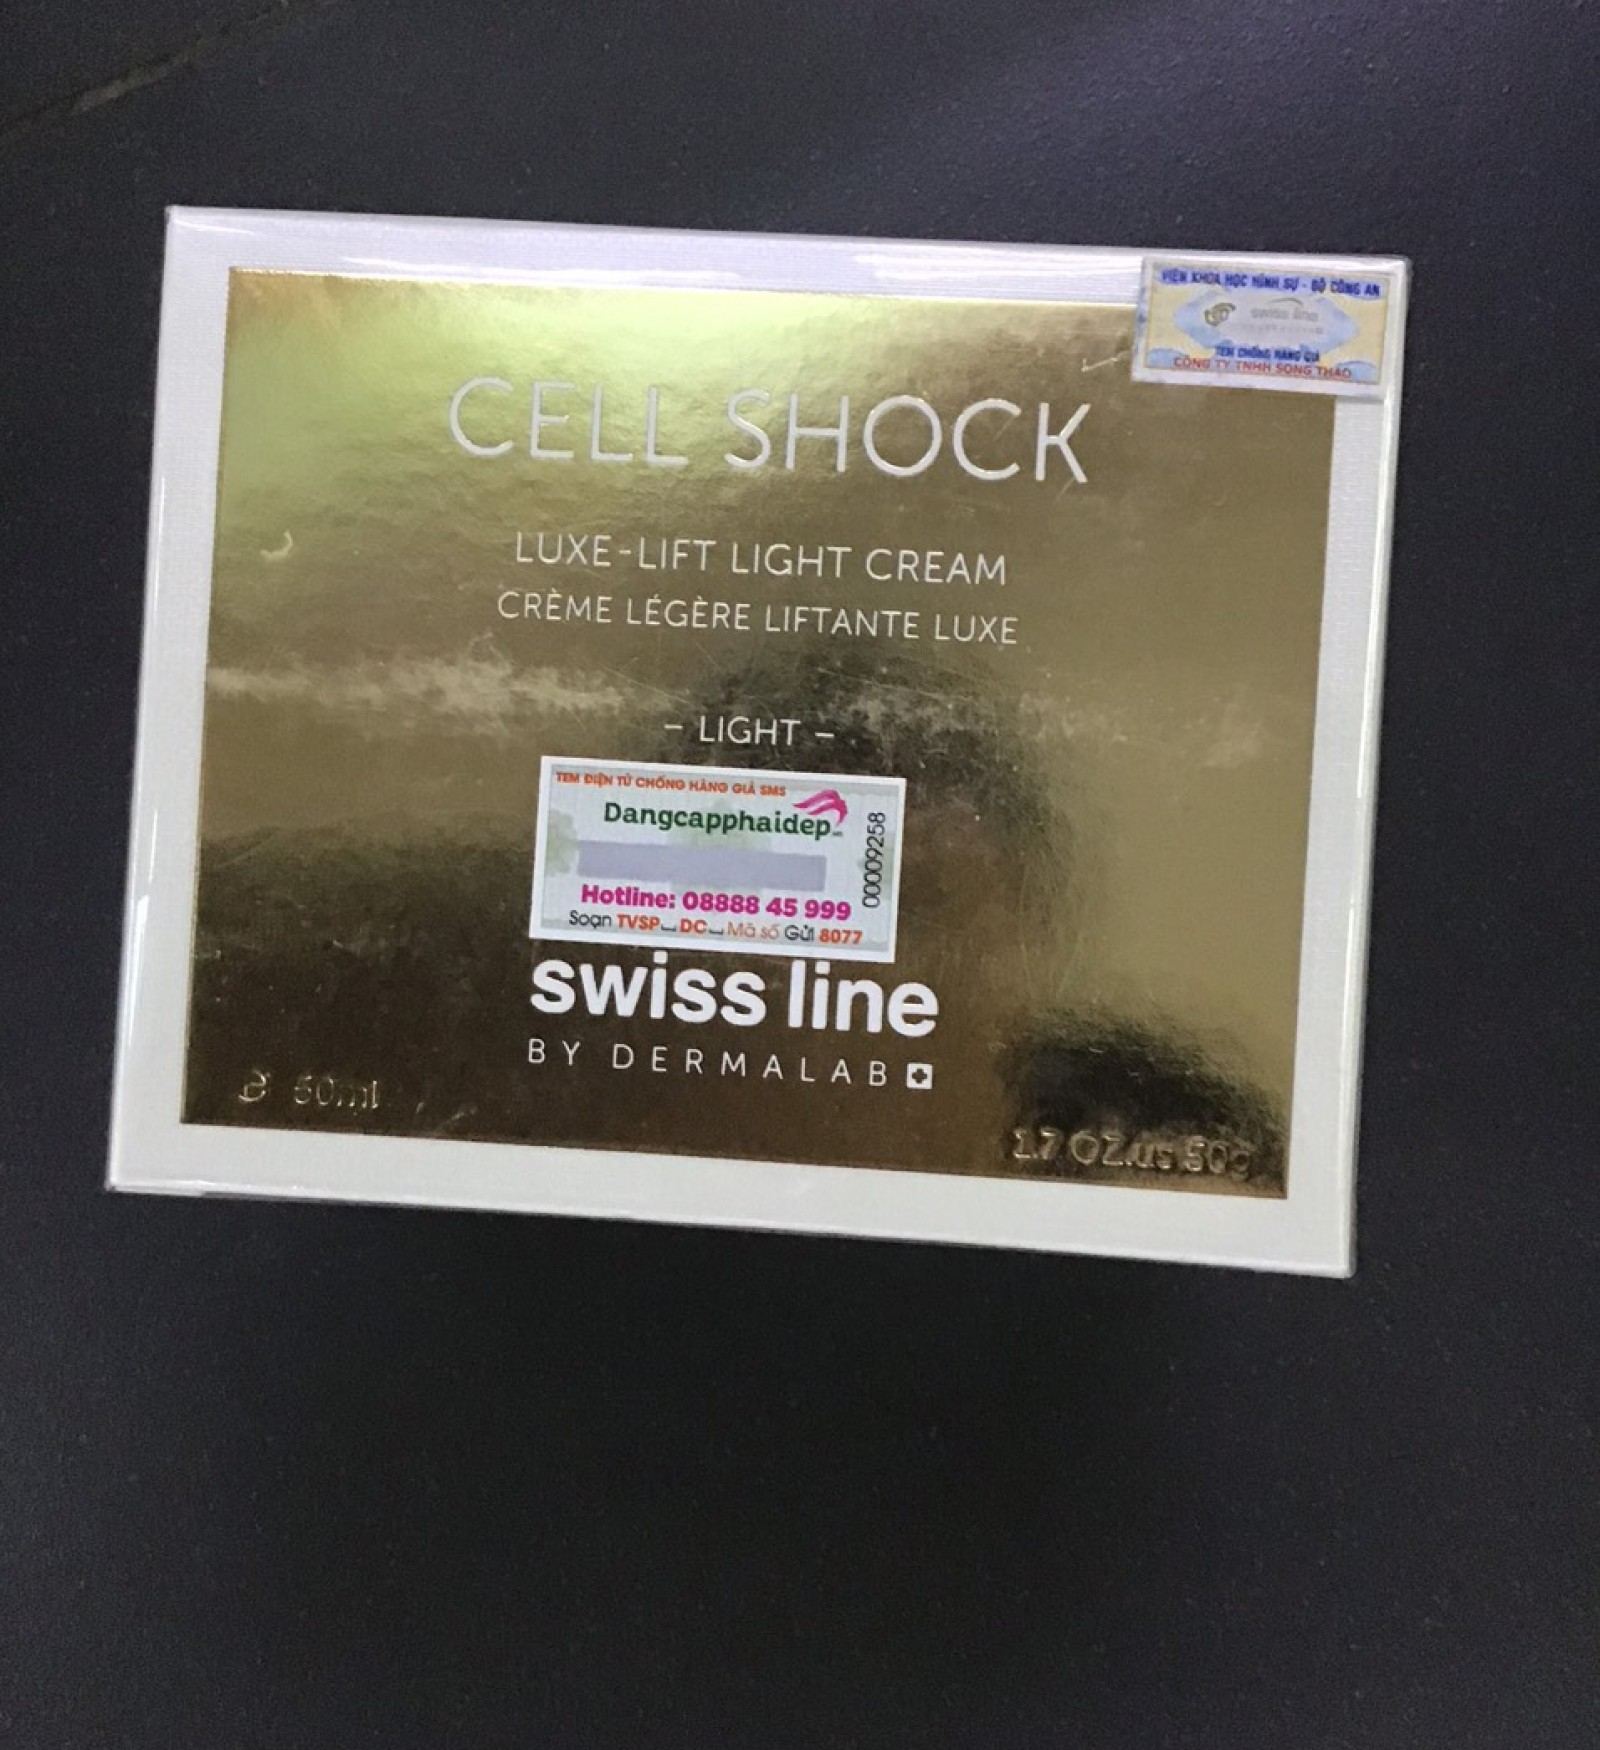 VIỆN KHOA HỌC HÌNH SỰ - BỘ CÔNG AN
swiss line
TEM CHỐNG HÀNG GIẢ
CÔNG TY TNHH SONG THẢO
CELL SHOCK
LUXE-LIFT LIGHT CREAM
CRÈME LÉGÈRE LIFTANTE LUXE
– LIGHT –
TEM ĐIỆN TỬ CHỐNG HÀNG GIẢ SMS
Dangcapphaidep.vn
00009258
Hotline: 08888 45 999
Soạn TVSP_DC_Mã số Gửi 8077
swiss line
BY DERMALAB
50ml
1.7 OZ.us 50g